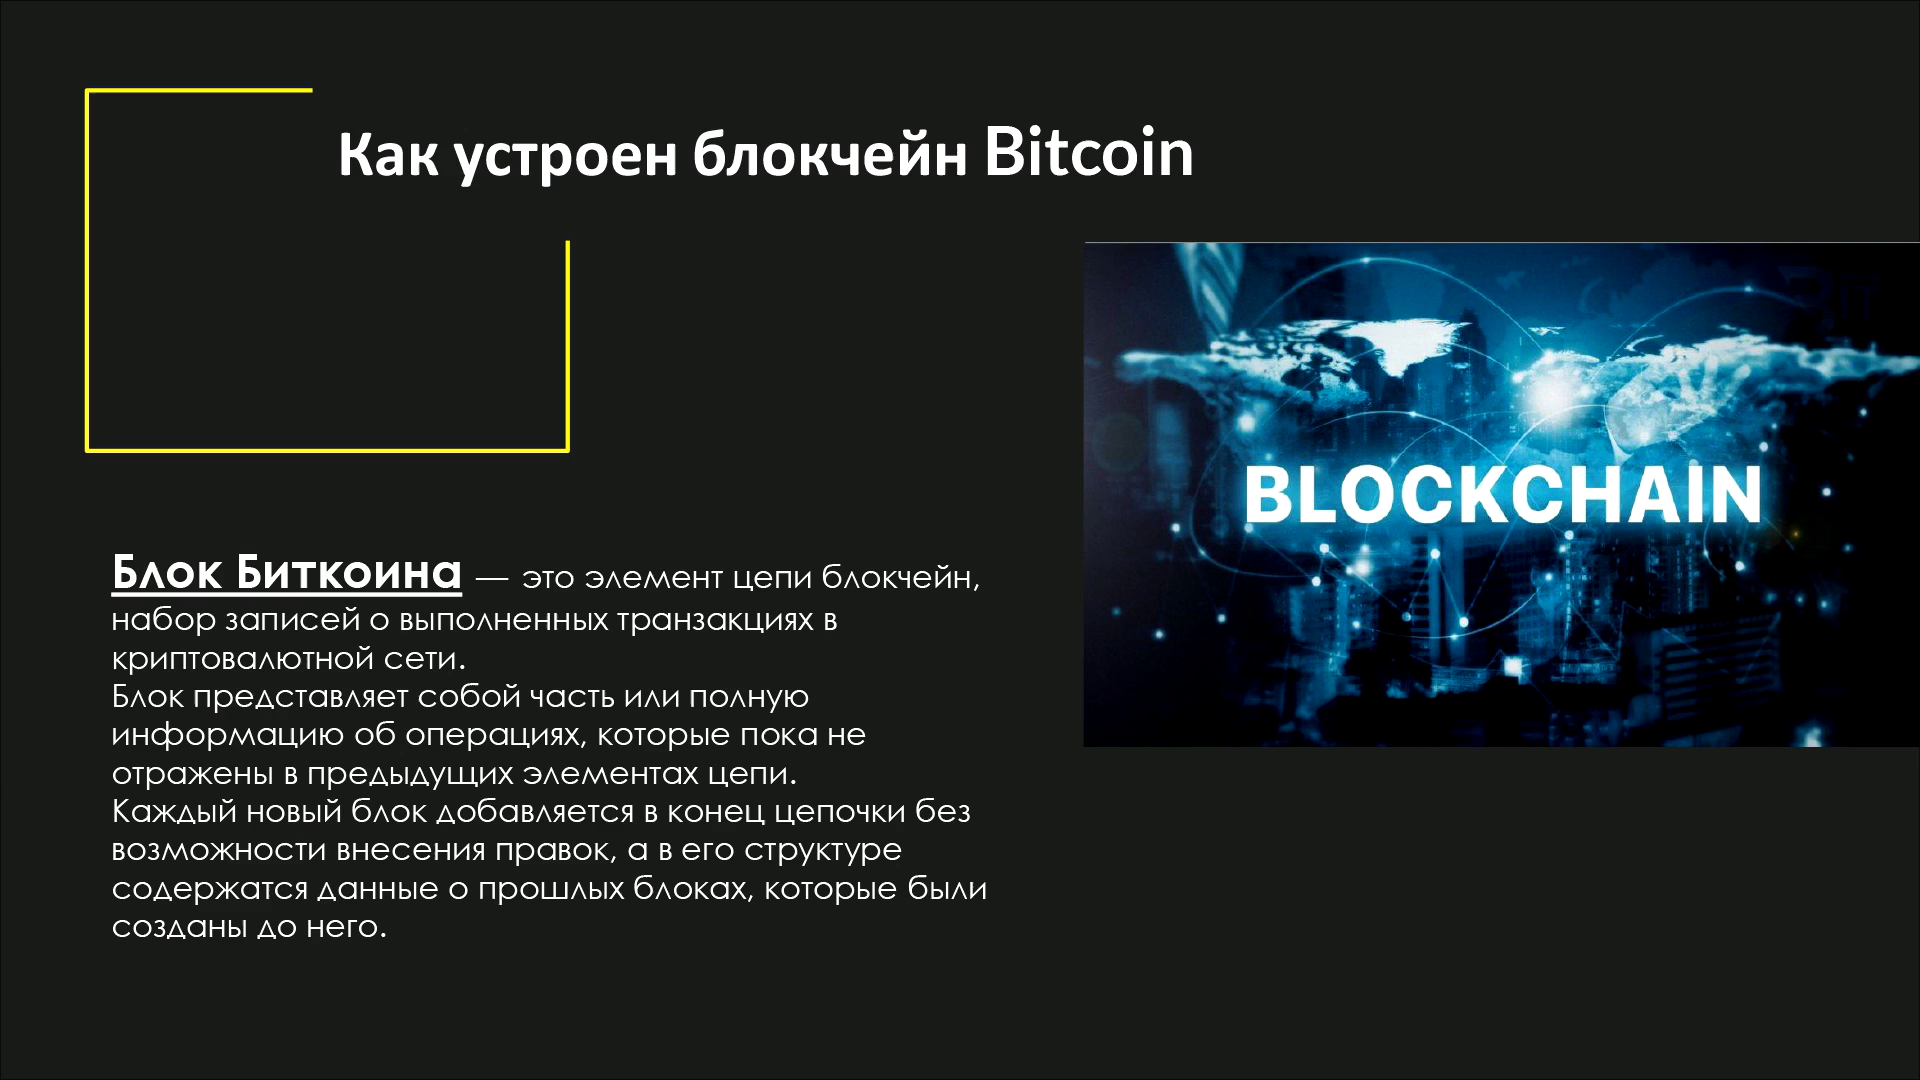 Как устроен блокчейн Bitcoin
BLOCKCHAIN
Блок Биткоина — это элемент цепи блокчейн,
набор записей о выполненных транзакциях в
криптовалютной сети.
Блок представляет собой часть или полную
информацию об операциях, которые пока не
отражены в предыдущих элементах цепи.
Каждый новый блок добавляется в конец цепочки без
возможности внесения правок, а в его структуре
содержатся данные о прошлых блоках, которые были
созданы до него.